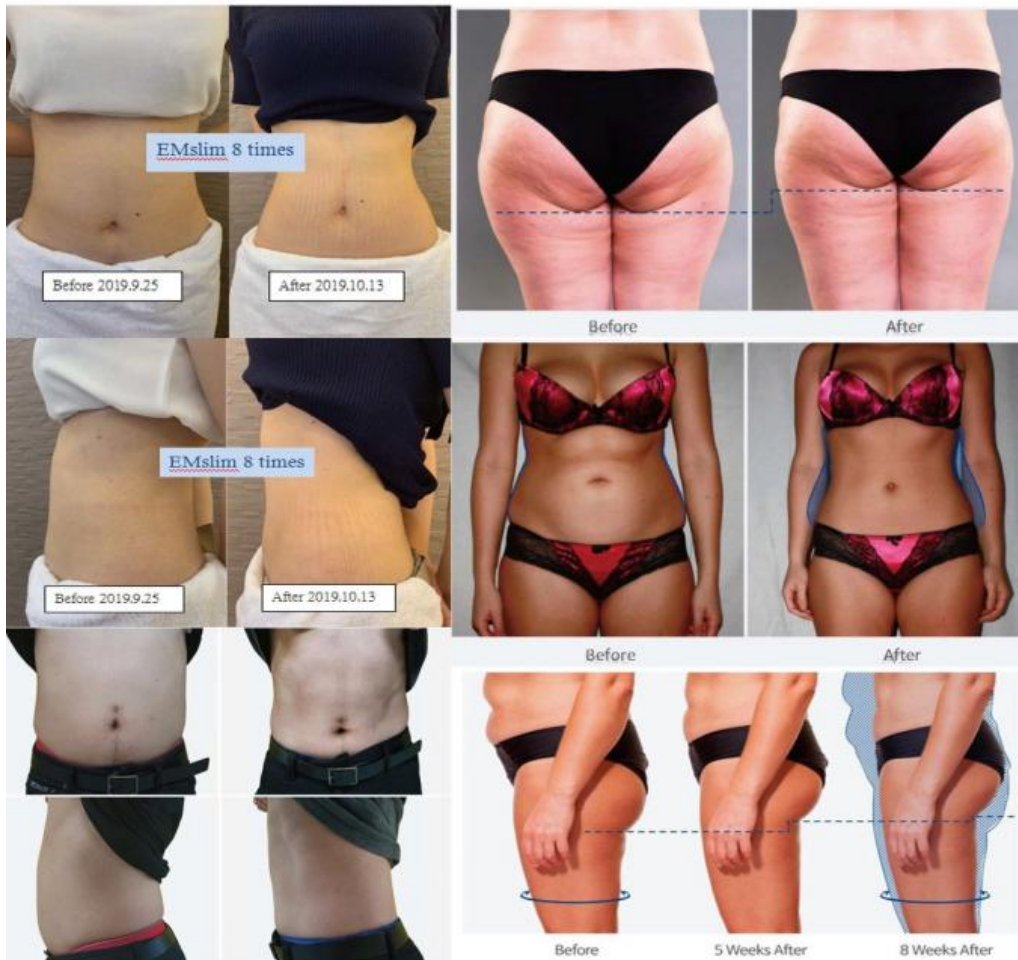 EMslim 8 times
Before 2019.9.25
After 2019.10.13
Before
After
EMslim 8 times
Before 2019.9.25
After 2019.10.13
Before
After
Before
5 Weeks After
8 Weeks After